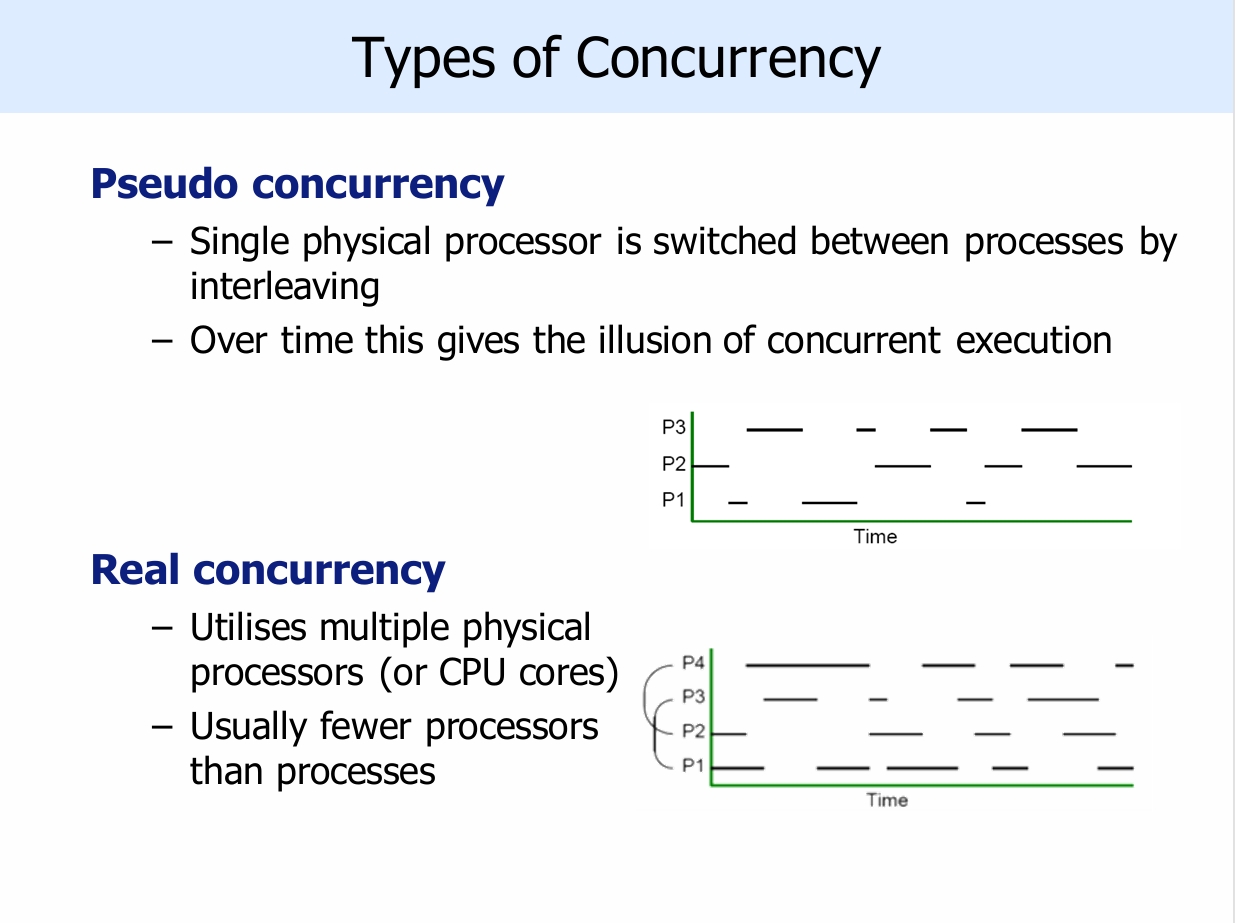 Types of Concurrency
Pseudo concurrency
– Single physical processor is switched between processes by
interleaving
– Over time this gives the illusion of concurrent execution
P3
P2
P1
Time
Real concurrency
– Utilises multiple physical
processors (or CPU cores)
– Usually fewer processors
than processes
P4
P3
P2
P1
Time